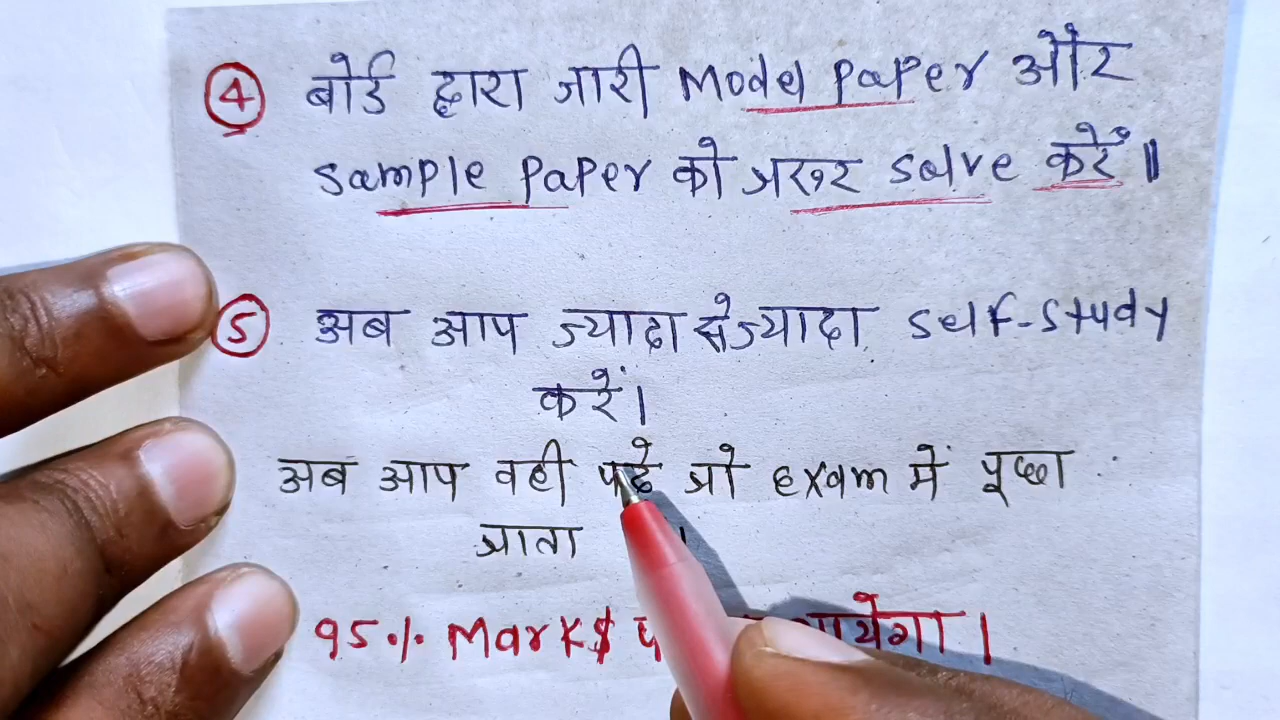 ④ बोर्ड द्वारा जारी Model Paper और
Sample Paper को जरुर solve करेँ॥
⑤ अब आप ज्यादा से ज्यादा self-study
करें।
अब आप वही पढे जो exam में पूछा
जाता ।
95% Marks